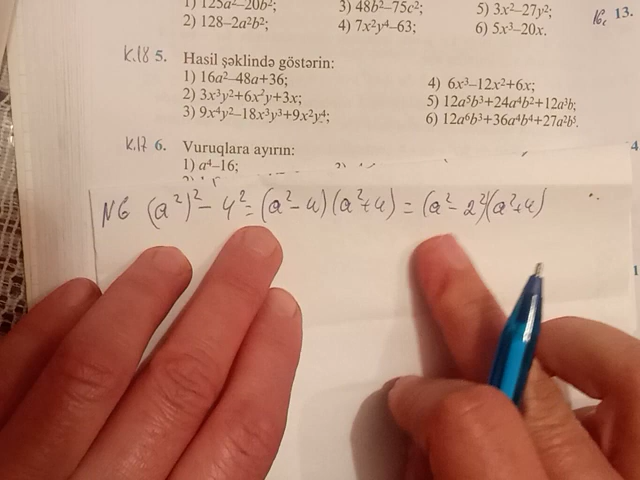 1) 125a²–20b²; 3) 48b²–75c²; 5) 3x²–27y²; 13.
2) 128–2a²b²; 4) 7x²y⁴–63; 6) 5x³–20x.
K.18 5. Hasil şəklində göstərin:
1) 16a²–48a+36; 4) 6x³–12x²+6x;
2) 3x³y²+6x²y+3x; 5) 12a⁵b³+24a⁴b²+12a³b;
3) 9x⁴y²–18x³y³+9x²y⁴; 6) 12a⁶b³+36a⁴b⁴+27a²b⁵.
K.17 6. Vuruqlara ayırın:
1) a⁴–16;
N6 (a²)² – 4² = (a² – 4)(a² + 4) = (a² – 2²)(a² + 4)